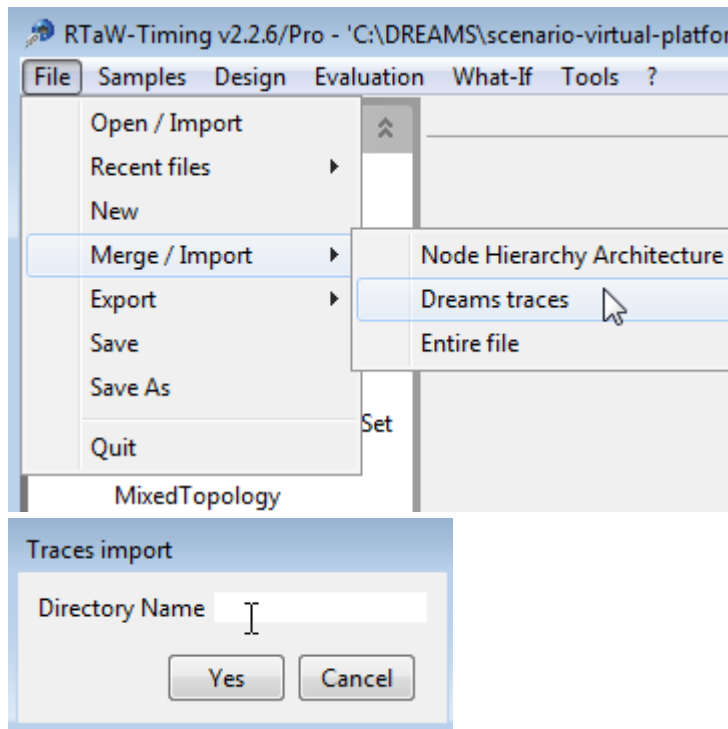 RTaW-Timing v2.2.6/Pro - 'C:\DREAMS\scenario-virtual-platfor
File Samples Design Evaluation What-If Tools ?
Open / Import
Recent files
New
Merge / Import
Node Hierarchy Architecture
Export
Dreams traces
Save
Entire file
Save As
Set
Quit
MixedTopology
Traces import
Directory Name
Yes Cancel